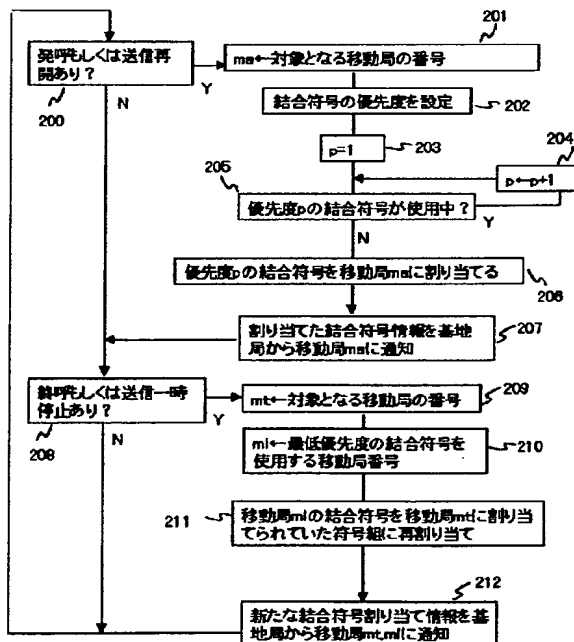 201
発呼もしくは送信再
開あり?
200
Y
N
ma←対象となる移動局の番号
結合符号の優先度を設定
202
p=1
203
204
p←p+1
205
優先度pの結合符号が使用中?
Y
N
優先度pの結合符号を移動局maに割り当てる
206
割り当てた結合符号情報を基地
局から移動局maに通知
207
終呼もしくは送信一時
停止あり?
208
Y
N
mt←対象となる移動局の番号
209
ml←最低優先度の結合符号を
使用する移動局番号
210
211
移動局mlの結合符号を移動局mtに割り当
てられていた符号組に再割り当て
212
新たな結合符号割り当て情報を基
地局から移動局mt,mlに通知